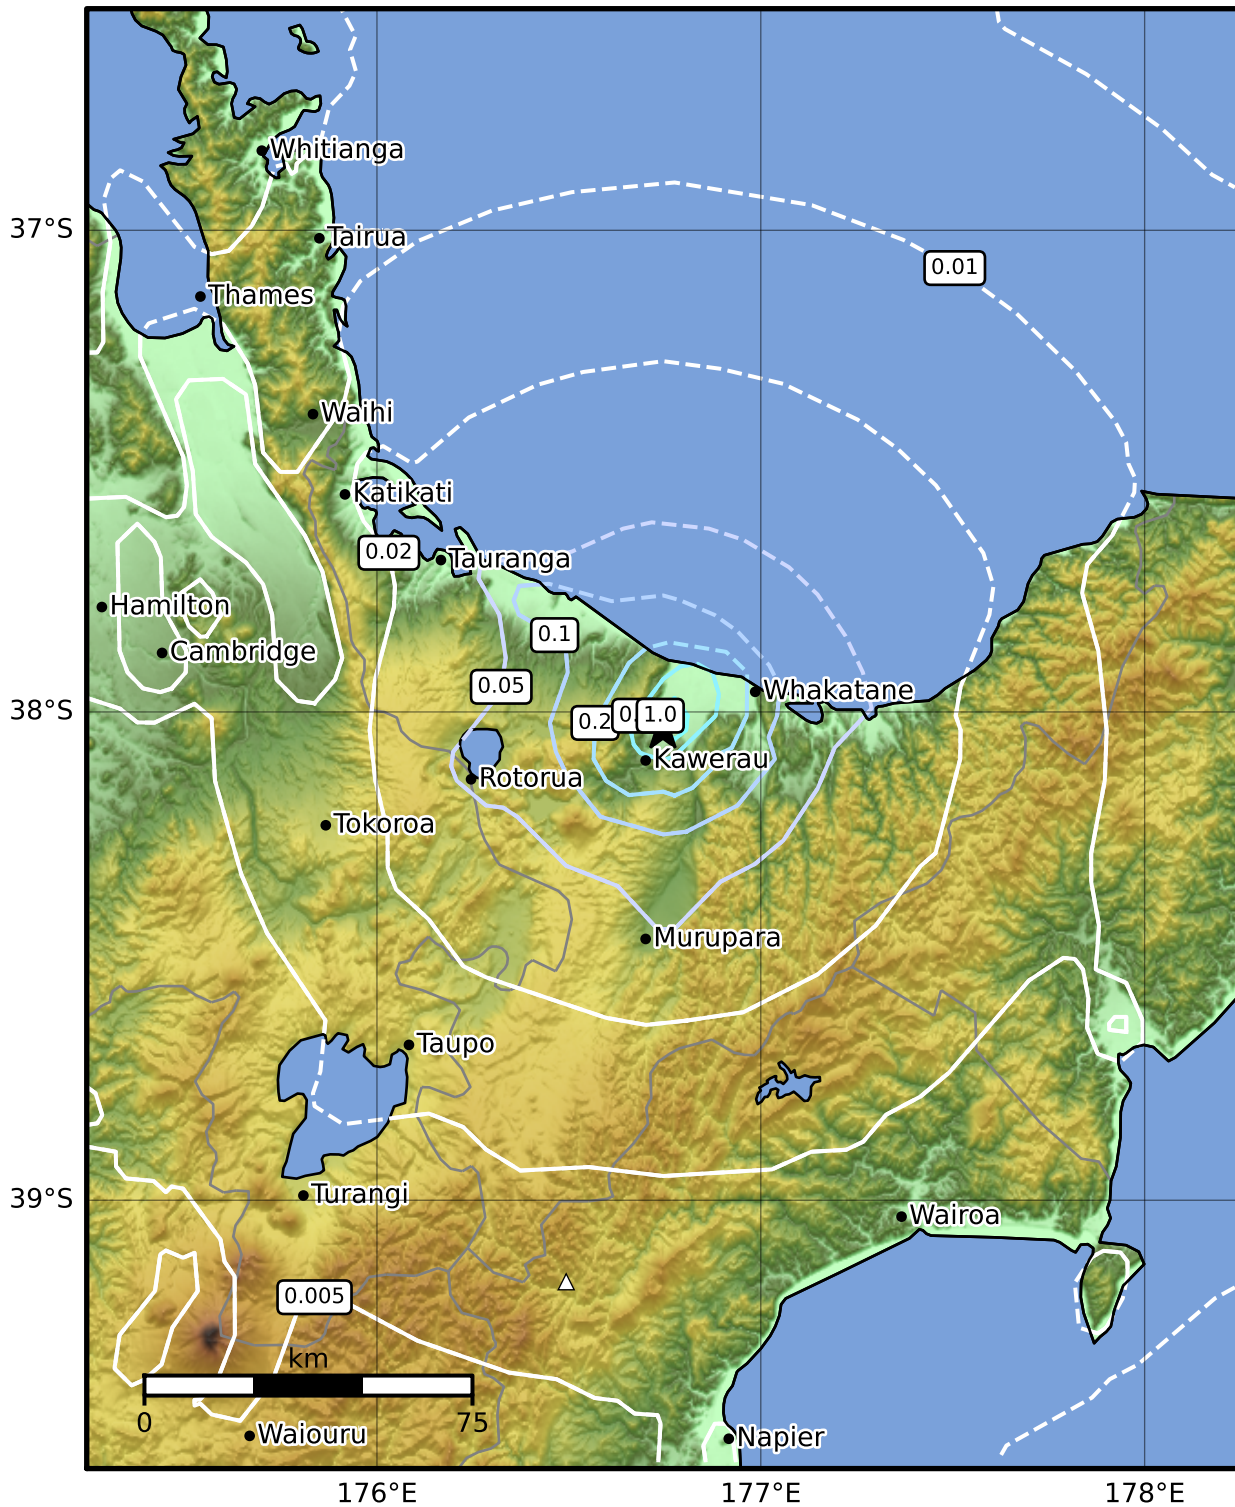 Whitianga
Tairua
37°S
0.01
Thames
Waihi
Katikati
0.02
Tauranga
Hamilton
0.1
Cambridge
0.05
Whakatane
38°S
0.2
1.0
Kawerau
Rotorua
Tokoroa
Murupara
Taupo
39°S
Turangi
Wairoa
0.005
km
0
75
Waiouru
Napier
176°E
177°E
178°E